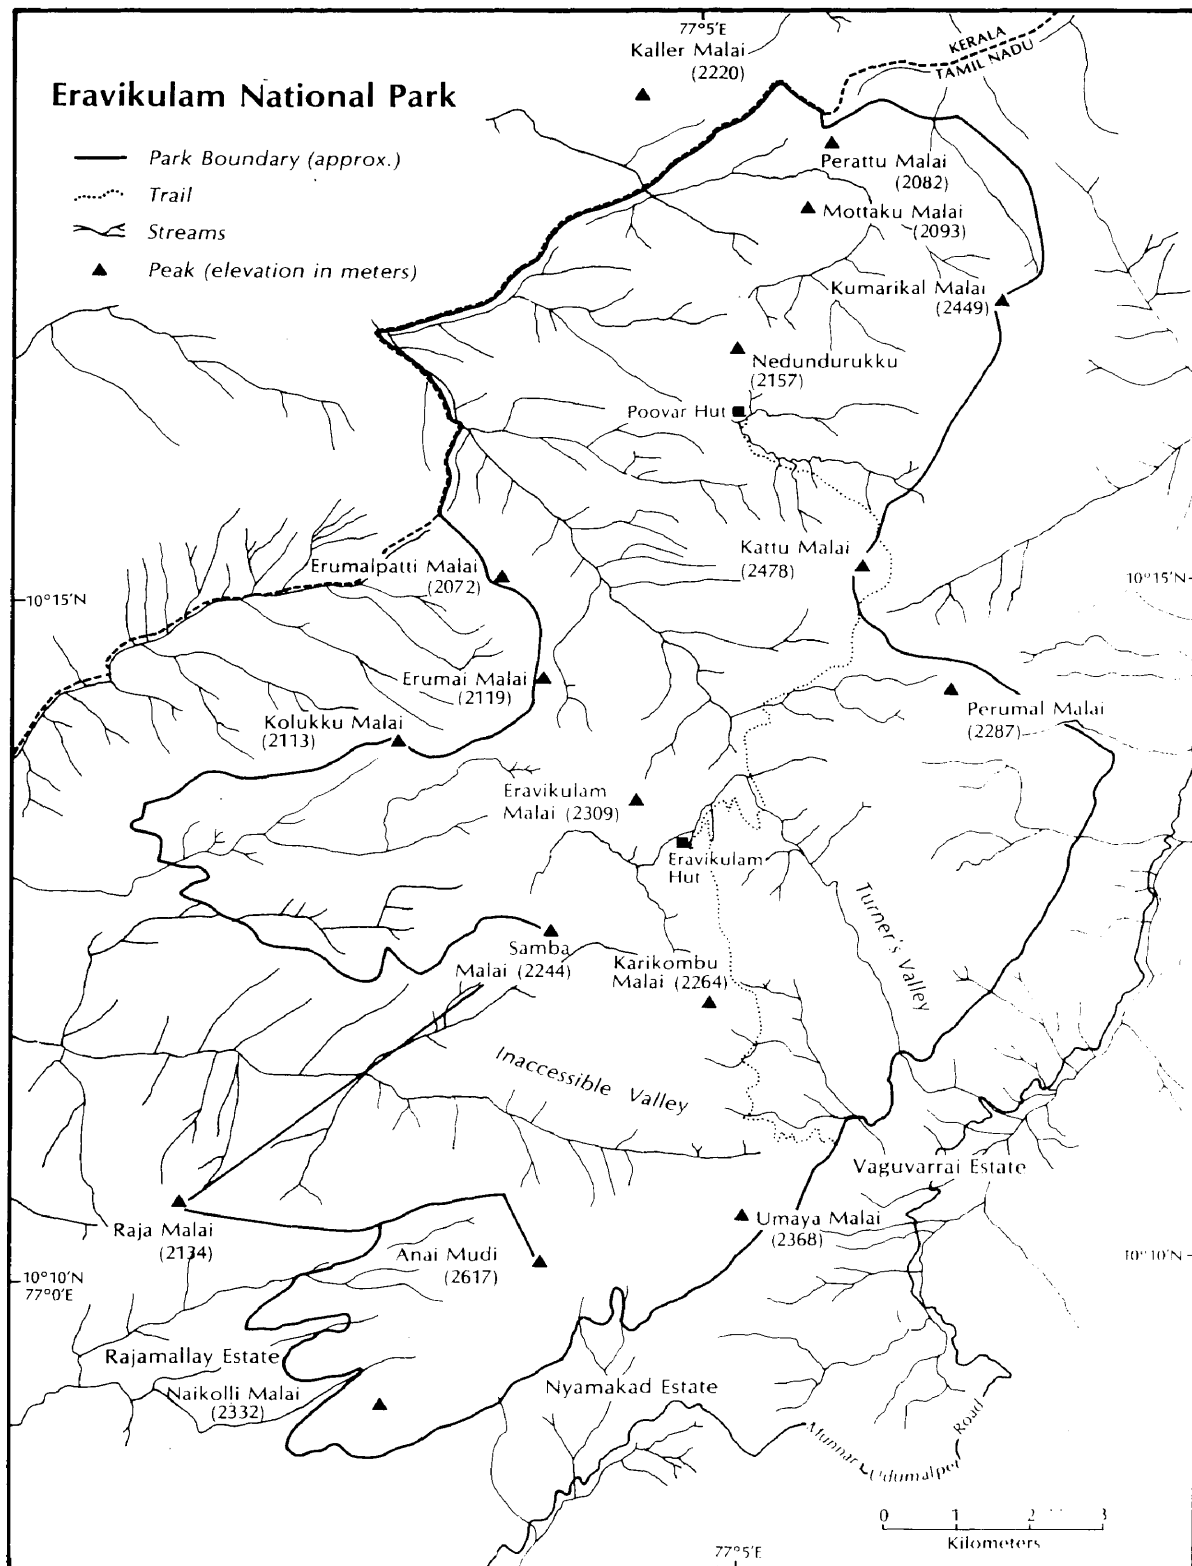 77°5'E
Kaller Malai
(2220)
KERALA
TAMIL NADU
Eravikulam National Park
Park Boundary (approx.)
Trail
Streams
Peak (elevation in meters)
Perattu Malai
(2082)
Mottaku Malai
(2093)
Kumarikal Malai
(2449)
Nedundurukku
(2157)
Poovar Hut
Kattu Malai
(2478)
Erumalpatti Malai
(2072)
10°15'N
10°15'N
Erumai Malai
(2119)
Kolukku Malai
(2113)
Perumal Malai
(2287)
Eravikulam
Malai (2309)
Eravikulam
Hut
Turner's Valley
Samba
Malai (2244)
Karikombu
Malai (2264)
Inaccessible Valley
Vaguvarrai Estate
Raja Malai
(2134)
Umaya Malai
(2368)
Anai Mudi
(2617)
10°10'N
10°10'N
77°0'E
Rajamallay Estate
Naikolli Malai
(2332)
Nyamakad Estate
Munnar Udumalpet Road
0 1 2 3
Kilometers
77°5'E